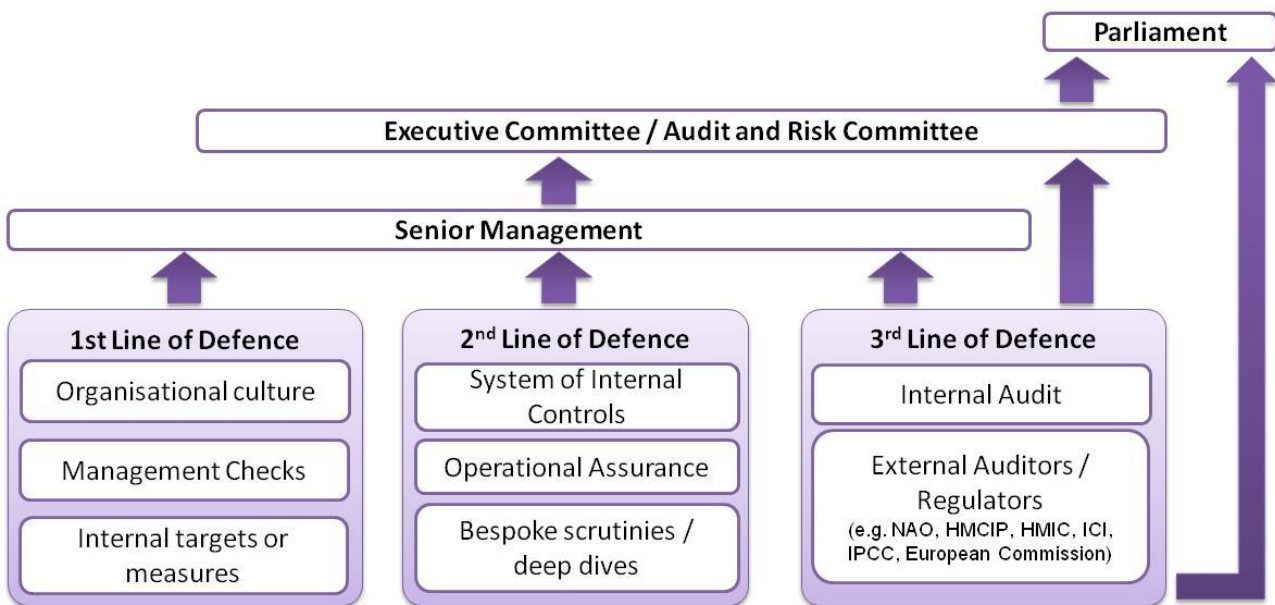 Parliament
Executive Committee / Audit and Risk Committee
Senior Management
1st Line of Defence
Organisational culture
Management Checks
Internal targets or
measures
2nd Line of Defence
System of Internal
Controls
Operational Assurance
Bespoke scrutinies /
deep dives
3rd Line of Defence
Internal Audit
External Auditors /
Regulators
(e.g. NAO, HMCIP, HMIC, ICI,
IPCC, European Commission)